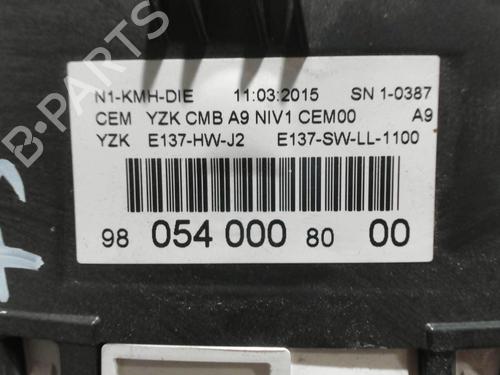 N1-KMH-DIE 11:03:2015 SN 1-0387
CEM YZK CMB A9 NIV1 CEM00 A9
YZK E137-HW-J2 E137-SW-LL-1100
98 054 000 80 00
B-PARTS